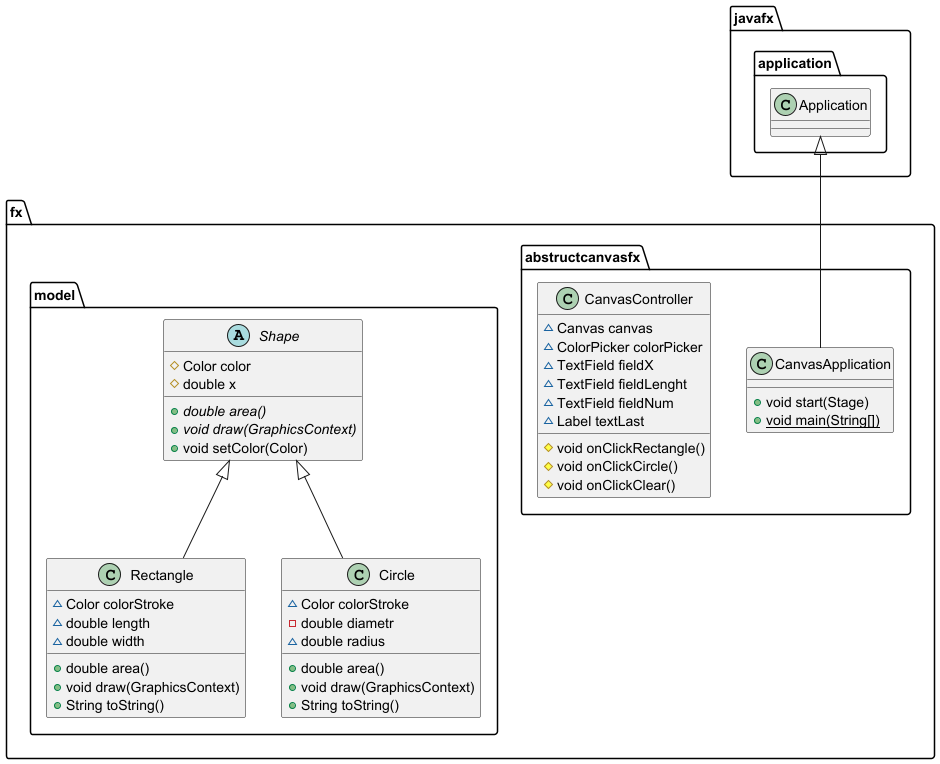 javafx
application
C Application
fx
abstructcanvasfx
C CanvasController
Canvas canvas
ColorPicker colorPicker
TextField fieldX
TextField fieldLenght
TextField fieldNum
Label textLast
void onClickRectangle()
void onClickCircle()
void onClickClear()
C CanvasApplication
void start(Stage)
void main(String[])
model
A Shape
Color color
double x
double area()
void draw(GraphicsContext)
void setColor(Color)
C Rectangle
Color colorStroke
double length
double width
double area()
void draw(GraphicsContext)
String toString()
C Circle
Color colorStroke
double diametr
double radius
double area()
void draw(GraphicsContext)
String toString()